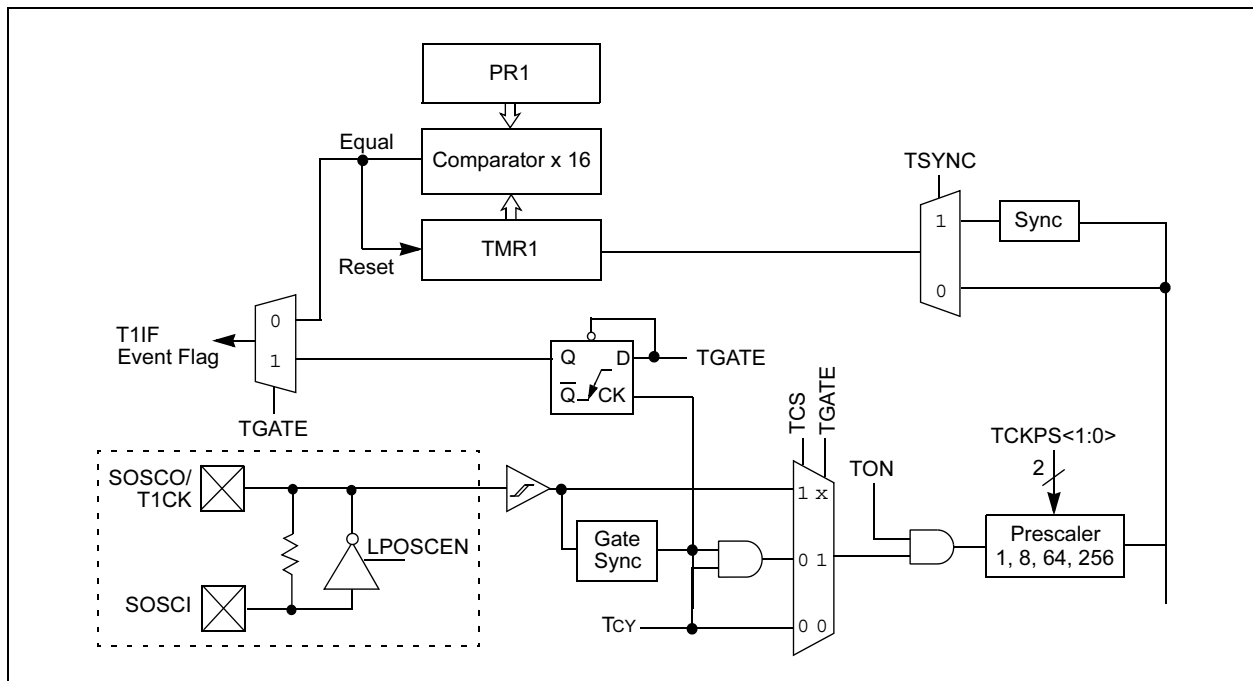 PR1
Equal
Comparator x 16
TSYNC
1
Sync
Reset
TMR1
0
T1IF
Event Flag
0
1
TGATE
Q
D
Q̅
CK
TGATE
TCS
TGATE
TCKPS<1:0>
2
TON
SOSCO/
T1CK
LPOSCEN
SOSCI
Gate
Sync
1 x
0 1
0 0
TCY
Prescaler
1, 8, 64, 256